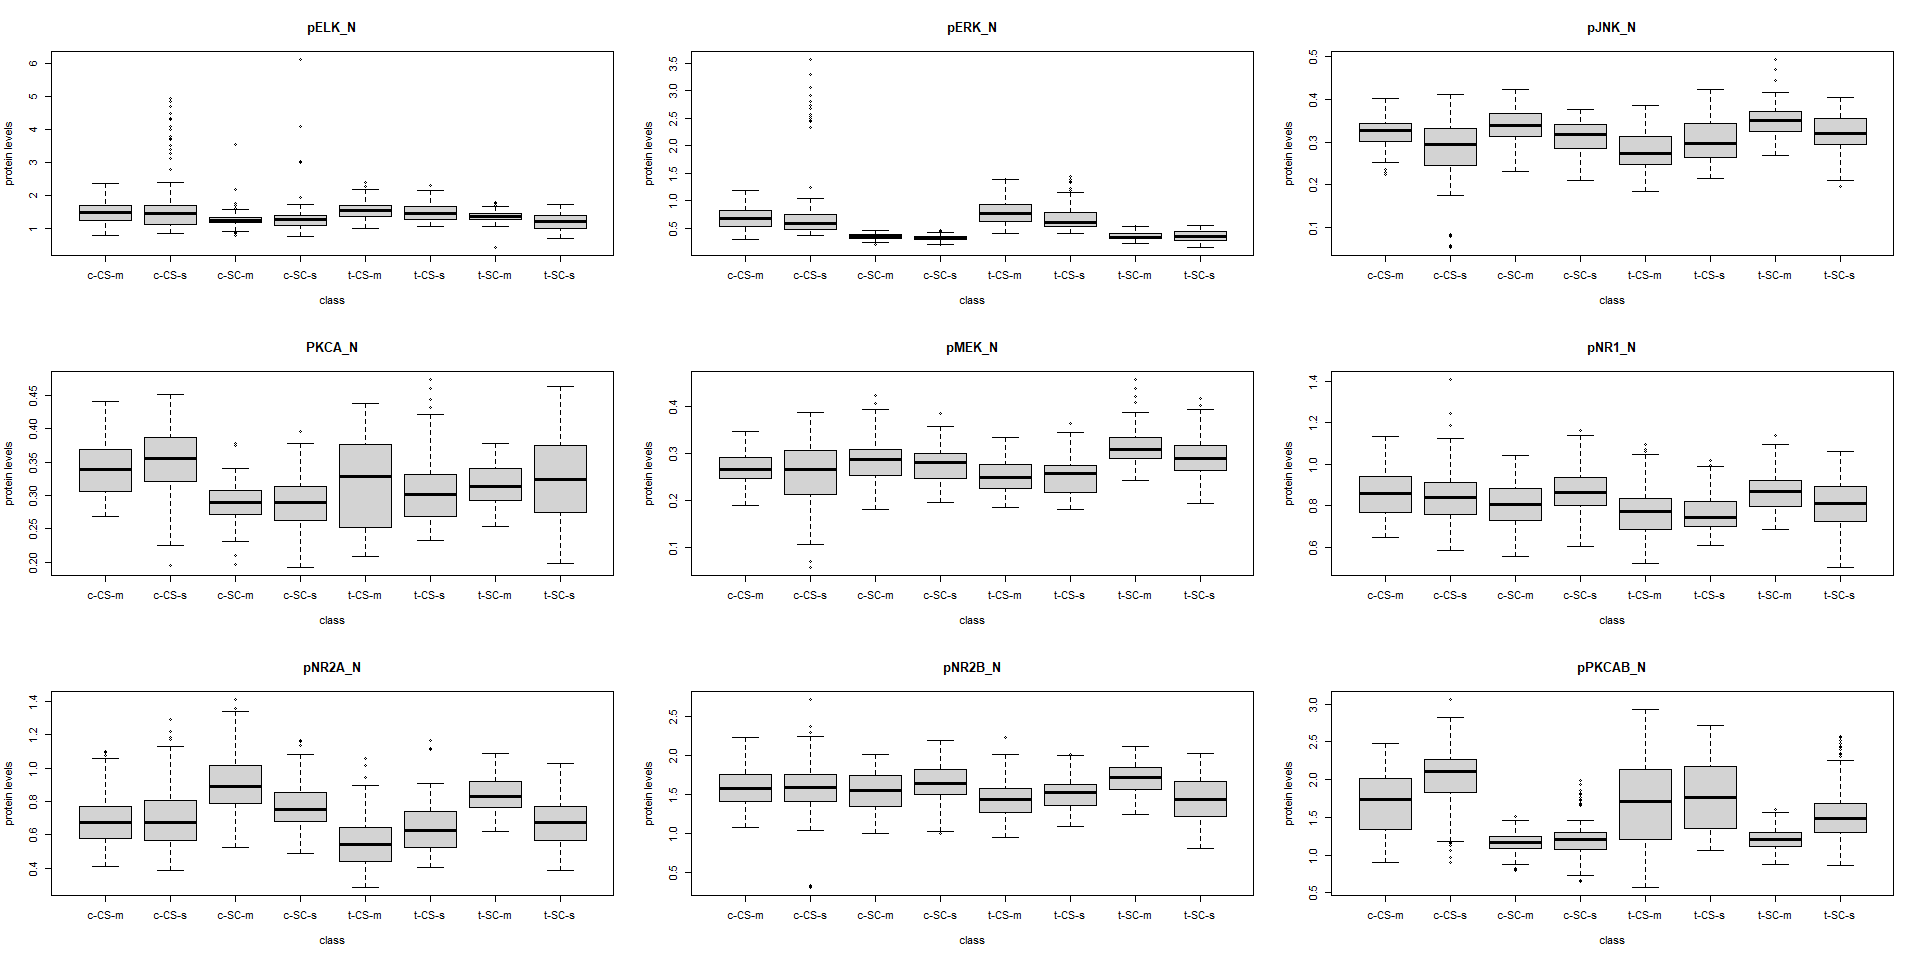 pELK_N
protein levels
6
5
4
3
2
1
c-CS-m c-CS-s c-SC-m c-SC-s t-CS-m t-CS-s t-SC-m t-SC-s
class
pERK_N
protein levels
3.5
3.0
2.5
2.0
1.5
1.0
0.5
c-CS-m c-CS-s c-SC-m c-SC-s t-CS-m t-CS-s t-SC-m t-SC-s
class
pJNK_N
protein levels
0.5
0.4
0.3
0.2
0.1
c-CS-m c-CS-s c-SC-m c-SC-s t-CS-m t-CS-s t-SC-m t-SC-s
class
PKCA_N
protein levels
0.45
0.40
0.35
0.30
0.25
0.20
c-CS-m c-CS-s c-SC-m c-SC-s t-CS-m t-CS-s t-SC-m t-SC-s
class
pMEK_N
protein levels
0.4
0.3
0.2
0.1
c-CS-m c-CS-s c-SC-m c-SC-s t-CS-m t-CS-s t-SC-m t-SC-s
class
pNR1_N
protein levels
1.4
1.2
1.0
0.8
0.6
c-CS-m c-CS-s c-SC-m c-SC-s t-CS-m t-CS-s t-SC-m t-SC-s
class
pNR2A_N
protein levels
1.4
1.2
1.0
0.8
0.6
0.4
c-CS-m c-CS-s c-SC-m c-SC-s t-CS-m t-CS-s t-SC-m t-SC-s
class
pNR2B_N
protein levels
2.5
2.0
1.5
1.0
0.5
c-CS-m c-CS-s c-SC-m c-SC-s t-CS-m t-CS-s t-SC-m t-SC-s
class
pPKCAB_N
protein levels
3.0
2.5
2.0
1.5
1.0
0.5
c-CS-m c-CS-s c-SC-m c-SC-s t-CS-m t-CS-s t-SC-m t-SC-s
class